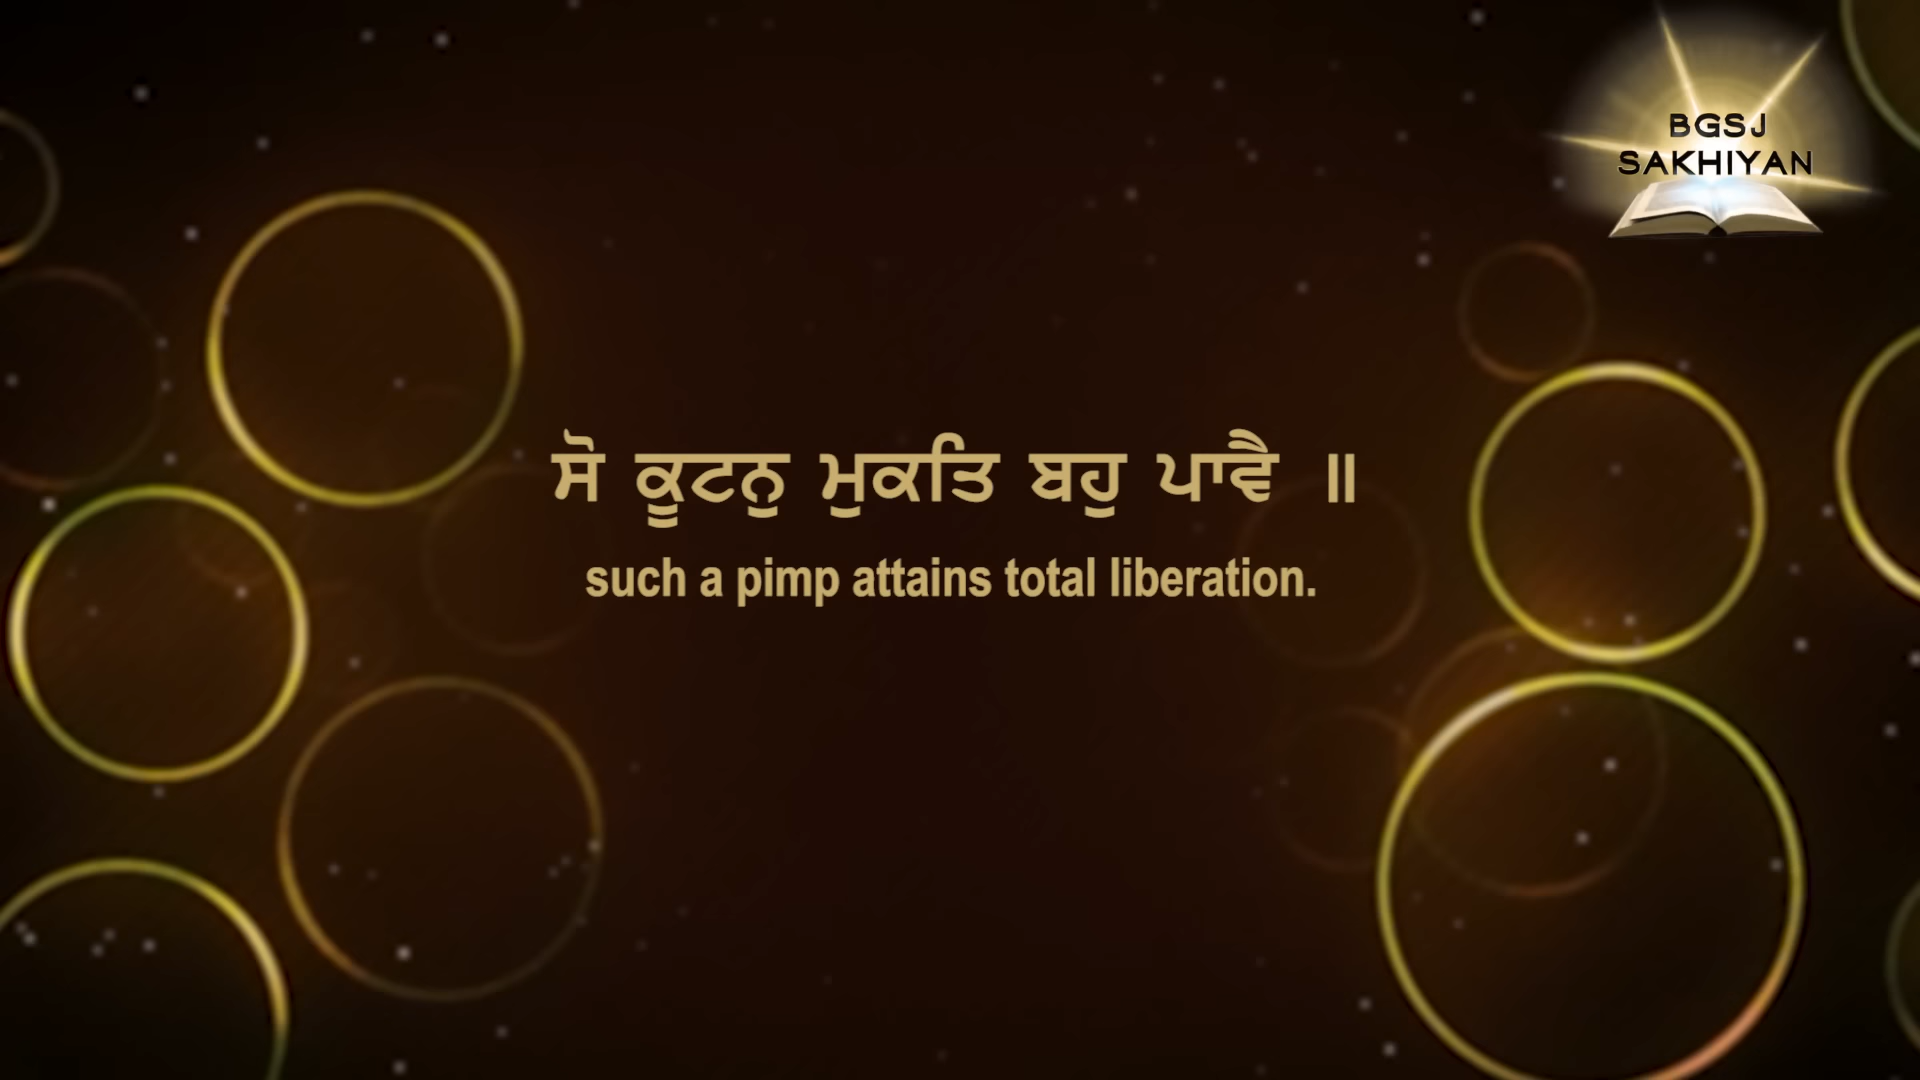 BGSJ
SAKHIYAN
ਸੋ ਕੂਟਨੁ ਮੁਕਤਿ ਬਹੁ ਪਾਵੈ ॥
such a pimp attains total liberation.